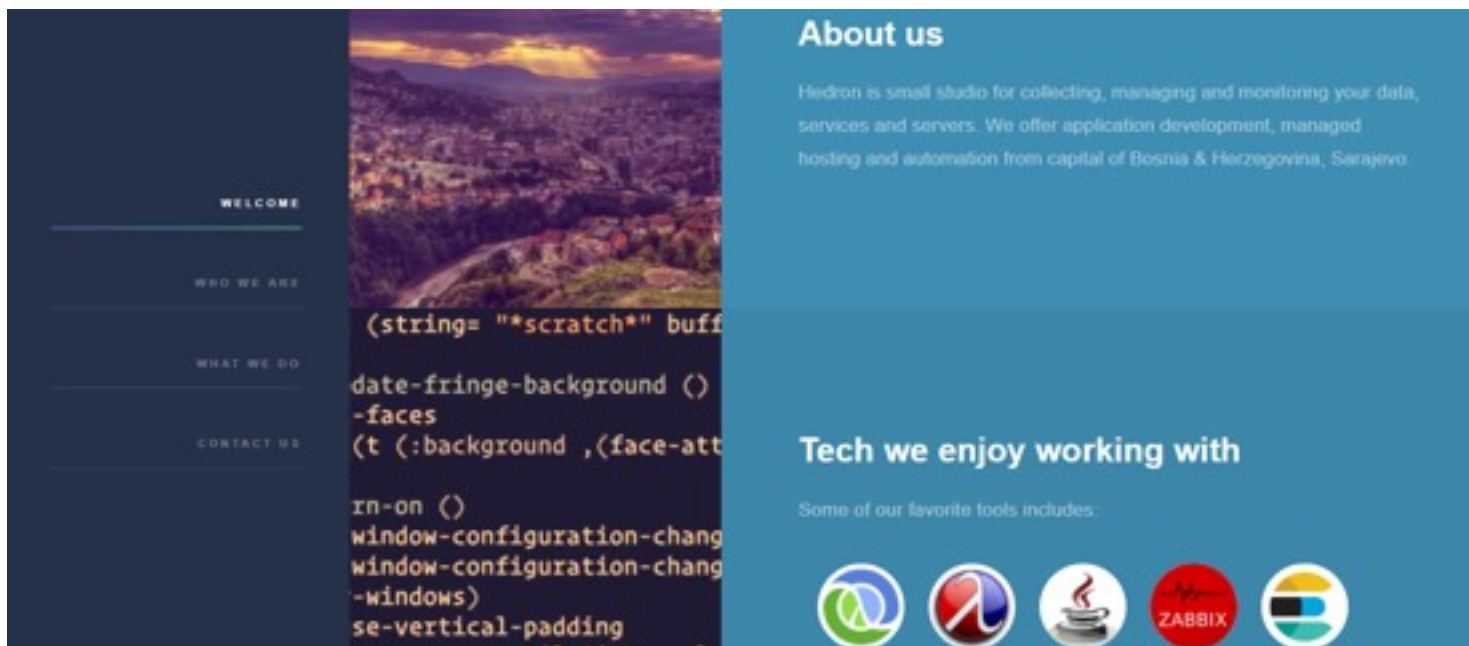 WELCOME
WHO WE ARE
WHAT WE DO
CONTACT US
(string= "*scratch*" buff
date-fringe-background ()
-faces
(t (:background ,(face-att
rn-on ()
window-configuration-chang
window-configuration-chang
-windows)
se-vertical-padding
About us
Hedron is small studio for collecting, managing and monitoring your data,
services and servers. We offer application development, managed
hosting and automation from capital of Bosnia & Herzegovina, Sarajevo.
Tech we enjoy working with
Some of our favorite tools includes:
λ
ZABBIX